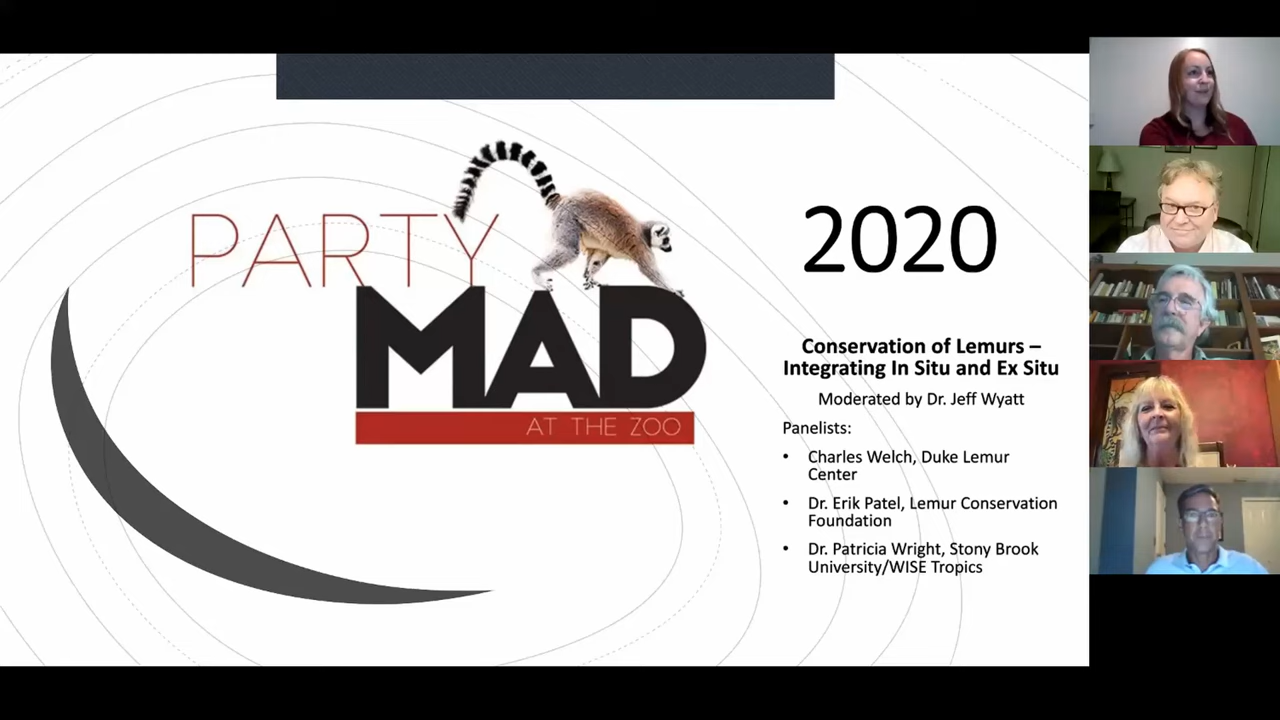 PARTY
MAD
AT THE ZOO
2020
Conservation of Lemurs –
Integrating In Situ and Ex Situ
Moderated by Dr. Jeff Wyatt
Panelists:
• Charles Welch, Duke Lemur
Center
• Dr. Erik Patel, Lemur Conservation
Foundation
• Dr. Patricia Wright, Stony Brook
University/WISE Tropics